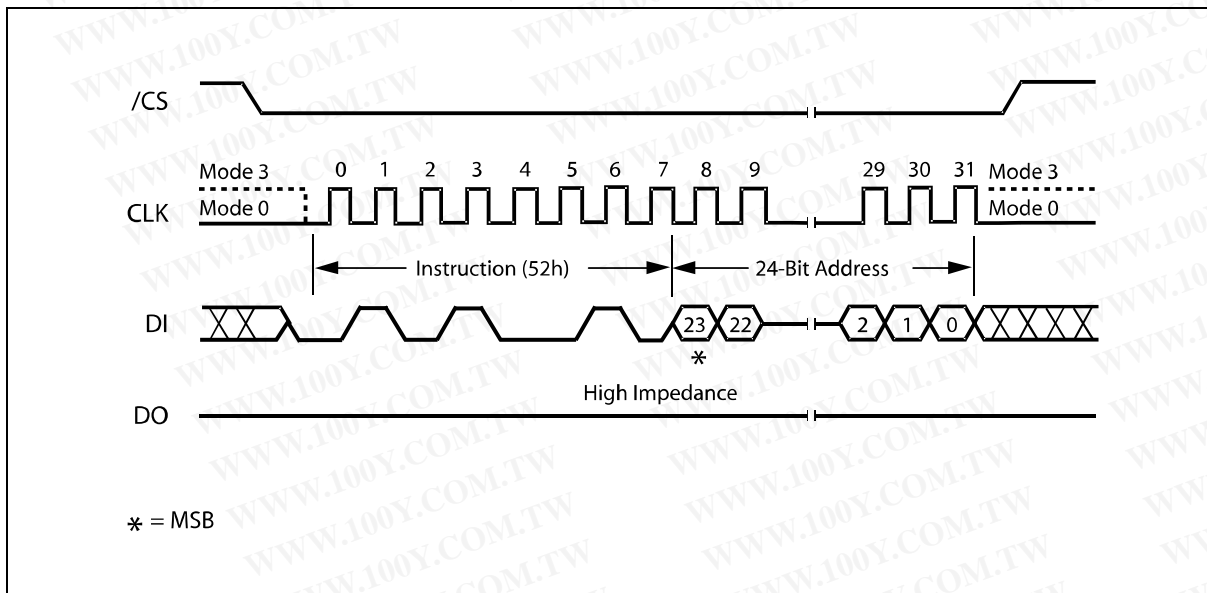 /CS
Mode 3 0 1 2 3 4 5 6 7 8 9 29 30 31 Mode 3
CLK Mode 0 Mode 0
Instruction (52h) 24-Bit Address
DI 23 22 2 1 0
*
High Impedance
DO
* = MSB
WWW.100Y.COM.TW